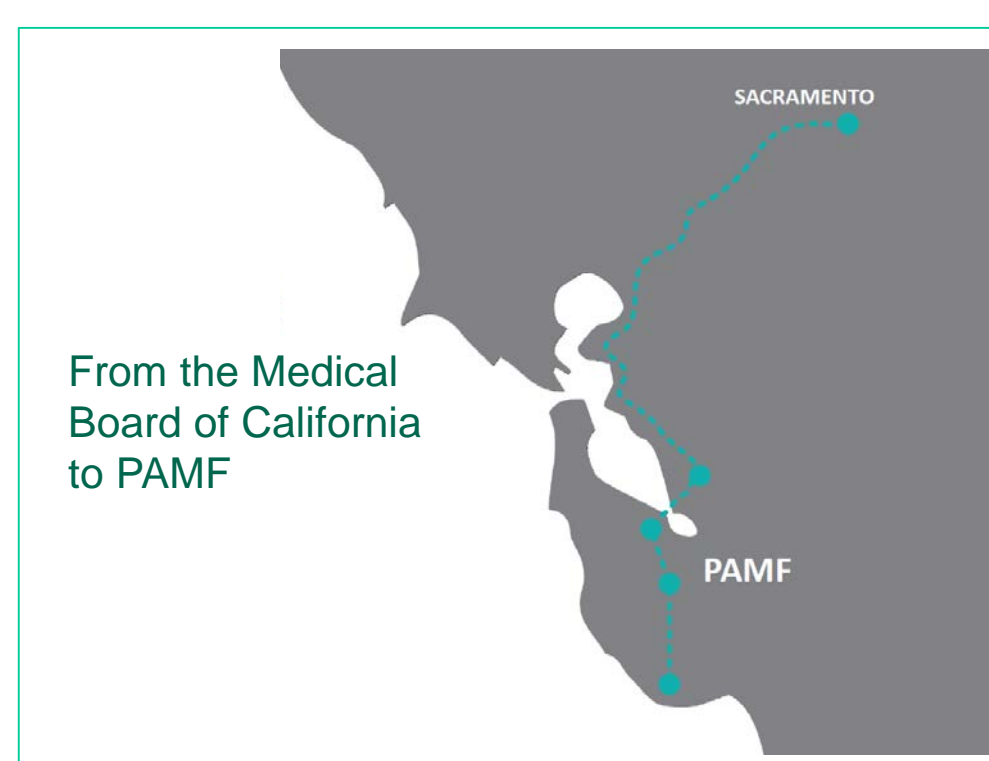 SACRAMENTO
From the Medical
Board of California
to PAMF
PAMF